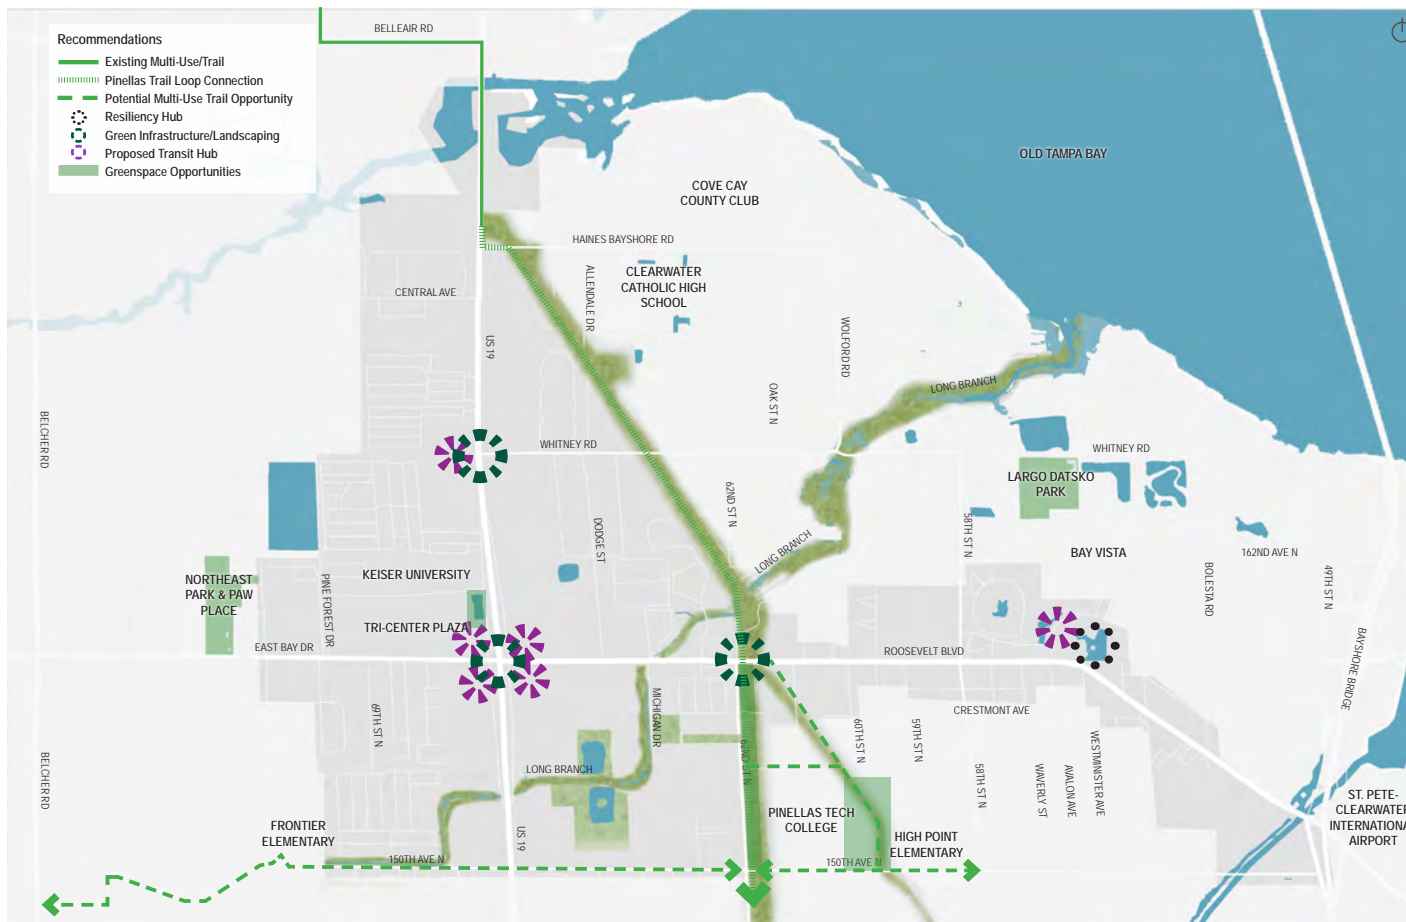 BELLEAIR RD
Recommendations
Existing Multi-Use/Trail
Pinellas Trail Loop Connection
Potential Multi-Use Trail Opportunity
Resiliency Hub
Green Infrastructure/Landscaping
Proposed Transit Hub
Greenspace Opportunities
OLD TAMPA BAY
COVE CAY
COUNTY CLUB
HAINES BAYSHORE RD
ALLENDALE DR
CLEARWATER
CATHOLIC HIGH
SCHOOL
CENTRAL AVE
US 19
WOLFORD RD
OAK ST N
LONG BRANCH
BELCHER RD
WHITNEY RD
WHITNEY RD
LARGO DATSKO
PARK
62ND ST N
58TH ST N
DODGE ST
LONG BRANCH
BAY VISTA
162ND AVE N
BOLESTA RD
49TH ST N
KEISER UNIVERSITY
PINE FOREST DR
NORTHEAST
PARK & PAW
PLACE
TRI-CENTER PLAZA
EAST BAY DR
ROOSEVELT BLVD
BAYSHORE BRIDGE
69TH ST N
MICHIGAN DR
CRESTMONT AVE
60TH ST N
59TH ST N
62ND ST N
BELCHER RD
LONG BRANCH
58TH ST N
WAVERLY ST
AVALON AVE
WESTMINISTER AVE
PINELLAS TECH
COLLEGE
ST. PETE-
CLEARWATER
INTERNATIONA
AIRPORT
FRONTIER
ELEMENTARY
US 19
HIGH POINT
ELEMENTARY
150TH AVE N
150TH AVE N